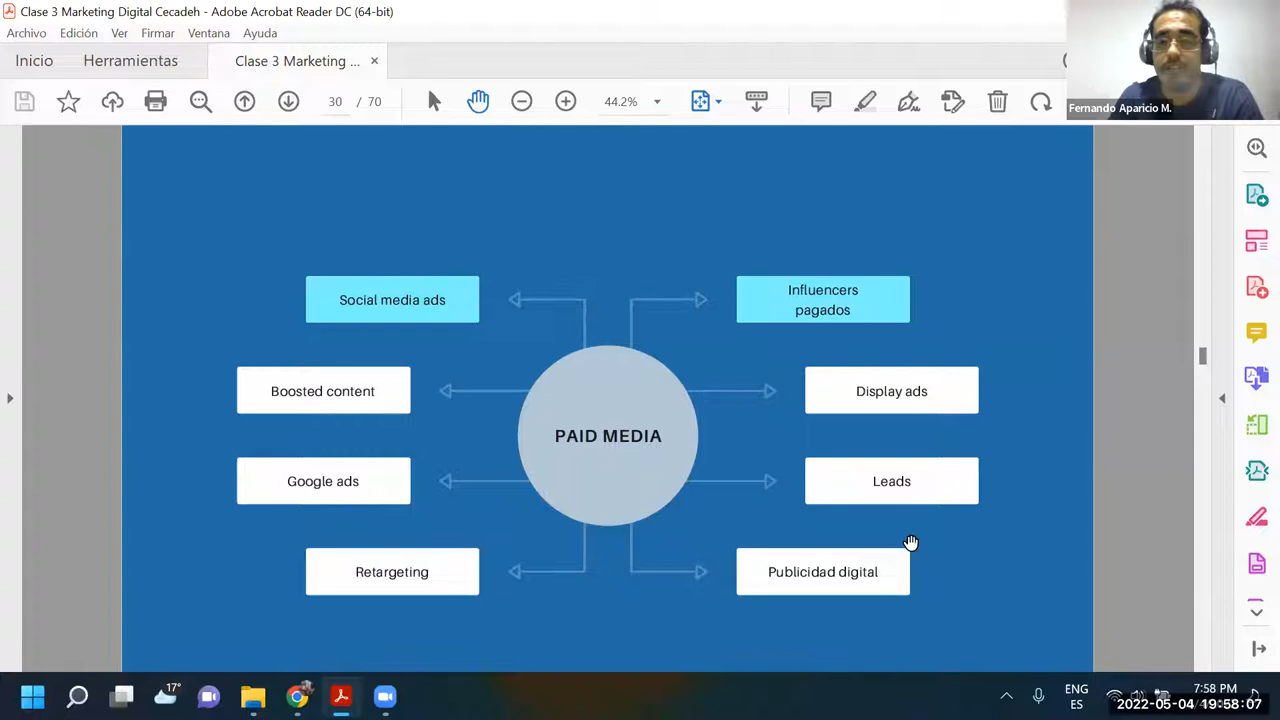 Clase 3 Marketing Digital Cecadeh - Adobe Acrobat Reader DC (64-bit)
Archivo Edición Ver Firmar Ventana Ayuda
Inicio Herramientas Clase 3 Marketing ... ×
30 / 70 44.2%
Fernando Aparicio M.
Social media ads
Influencers
pagados
Boosted content
Display ads
PAID MEDIA
Google ads
Leads
Retargeting
Publicidad digital
17°
ENG
ES
7:58 PM
2022-05-04 19:58:07